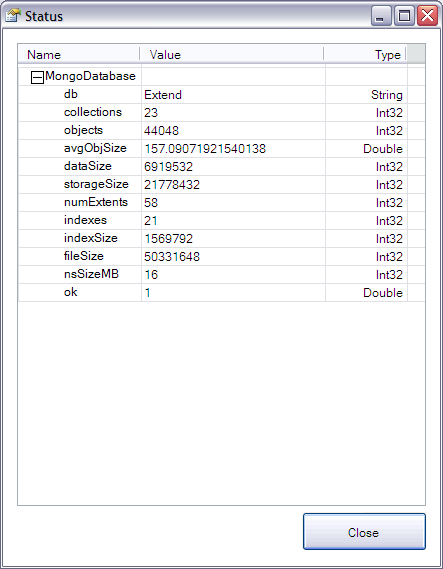 Status
Name Value Type
MongoDatabase
db Extend String
collections 23 Int32
objects 44048 Int32
avgObjSize 157.09071921540138 Double
dataSize 6919532 Int32
storageSize 21778432 Int32
numExtents 58 Int32
indexes 21 Int32
indexSize 1569792 Int32
fileSize 50331648 Int32
nsSizeMB 16 Int32
ok 1 Double
Close